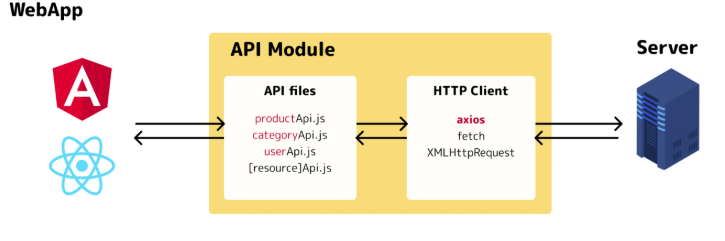 WebApp
API Module
Server
A
API files
productApi.js
categoryApi.js
userApi.js
[resource]Api.js
HTTP Client
axios
fetch
XMLHttpRequest